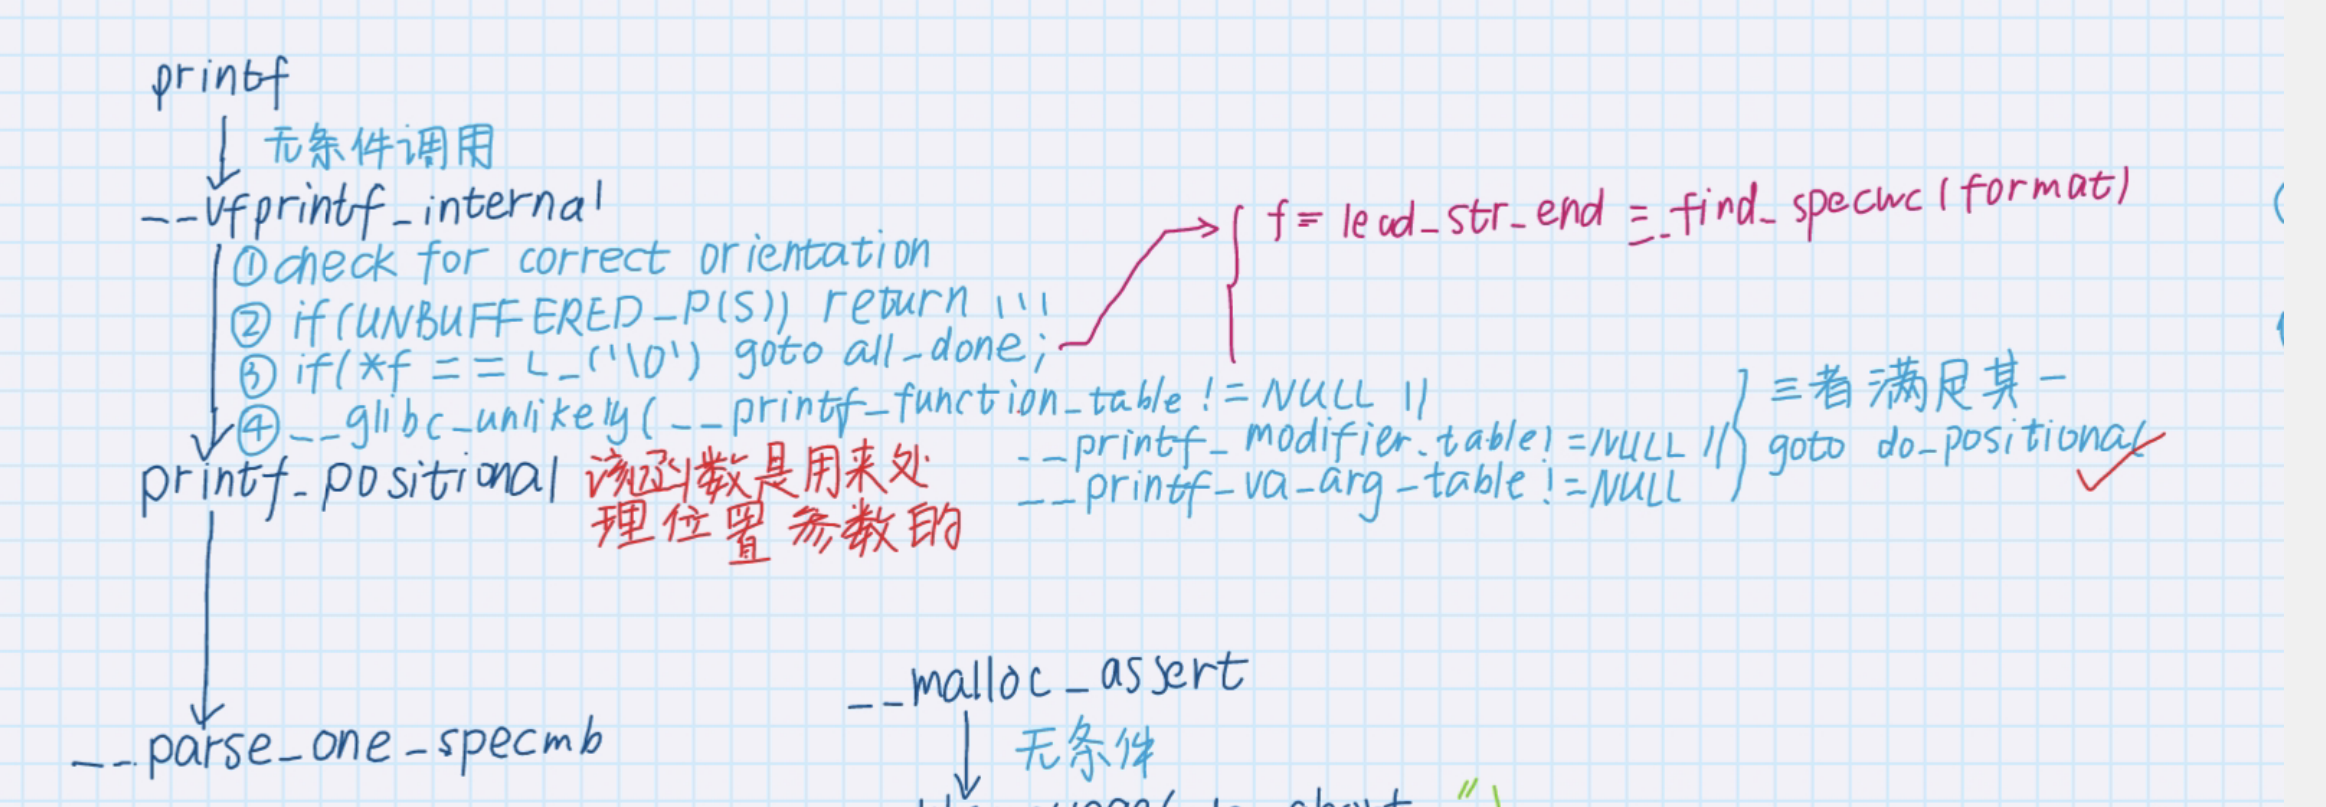 printf
无条件调用
__vfprintf_internal
f = lead_str_end = __find_specwc(format)
①check for correct orientation
② if(UNBUFFERED_P(S)) return !!!
③ if(*f == L_('\0') goto all_done;
④ __glibc_unlikely(__printf_function_table != NULL ||
__printf_modifier_table != NULL ||
__printf_va_arg_table != NULL
三者满足其一
goto do_positional
printf_positional
该函数是用来处
理位置参数的
__malloc_assert
无条件
__parse_one_specmb